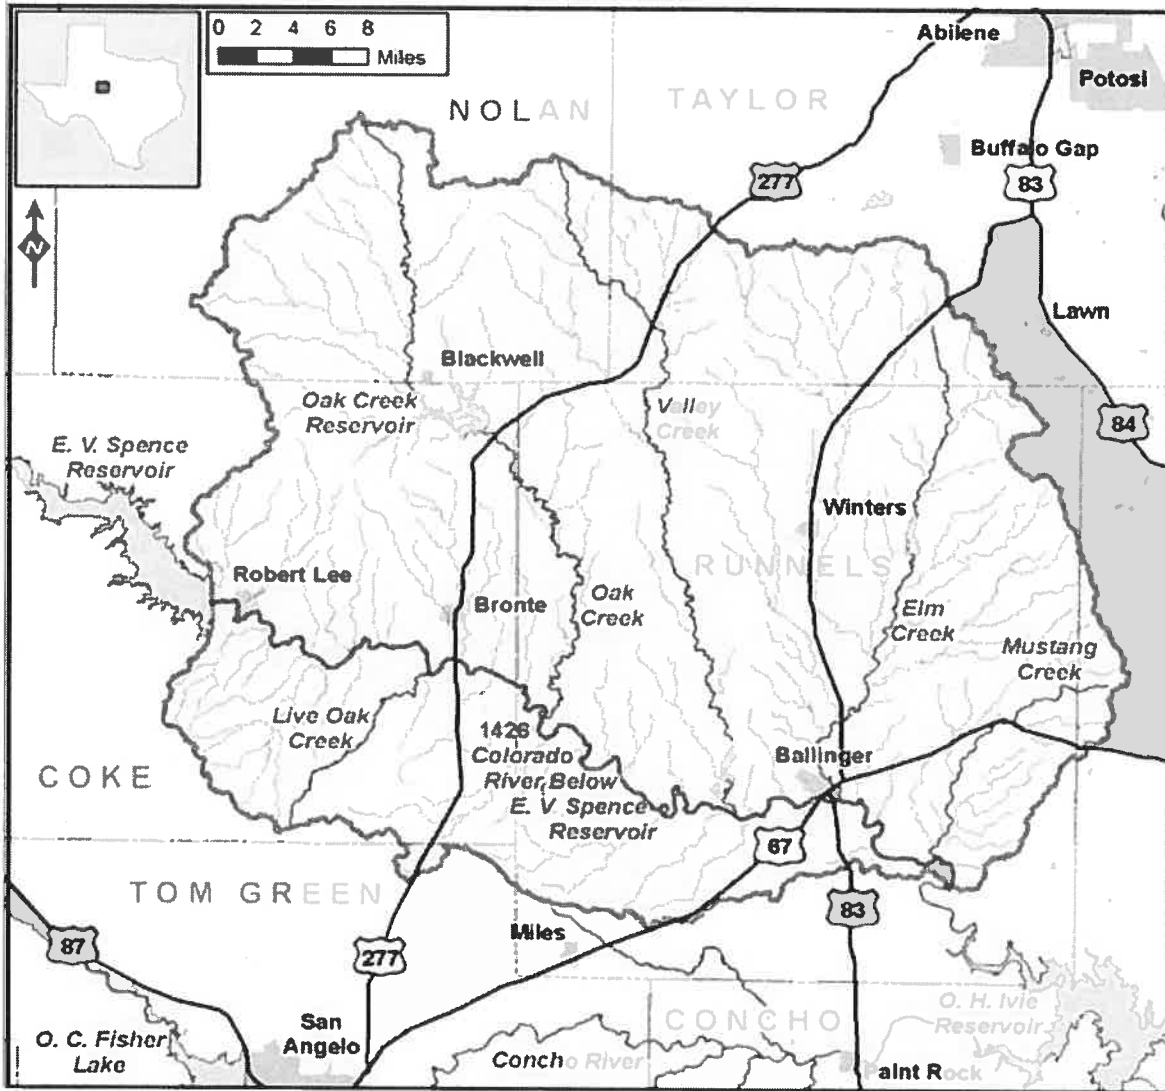 0 2 4 6 8
Miles
N
Abilene
Potosi
NOLAN
TAYLOR
Buffalo Gap
277
83
Lawn
Blackwell
Oak Creek
Reservoir
Valley
Creek
84
E. V. Spence
Reservoir
Winters
RUNNELS
Robert Lee
Bronte
Oak
Creek
Elm
Creek
Mustang
Creek
Live Oak
Creek
1426
Colorado
River Below
E. V. Spence
Reservoir
Ballinger
COKE
67
TOM GREEN
83
87
277
Miles
O. H. Ivie
Reservoir
CONCHO
San
Angelo
O. C. Fisher
Lake
Concho River
Paint Rock